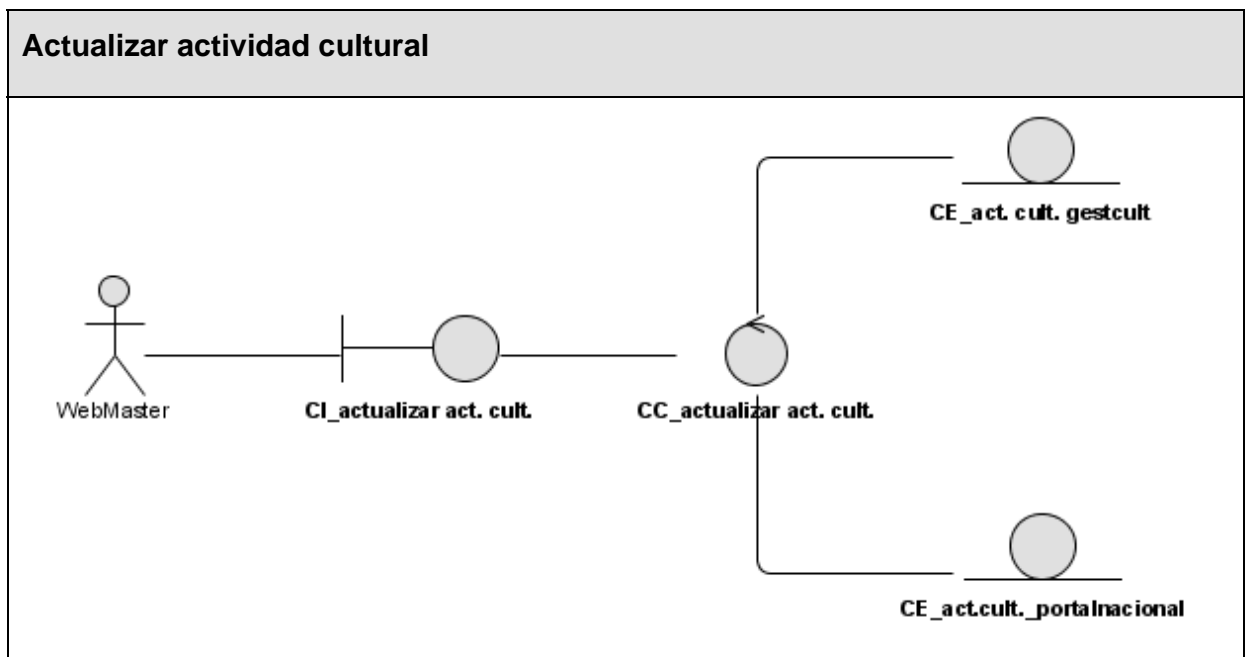 Actualizar actividad cultural
CE_act. cult. gestcult
WebMaster
CI_actualizar act. cult.
CC_actualizar act. cult.
CE_act.cult._portalnacional